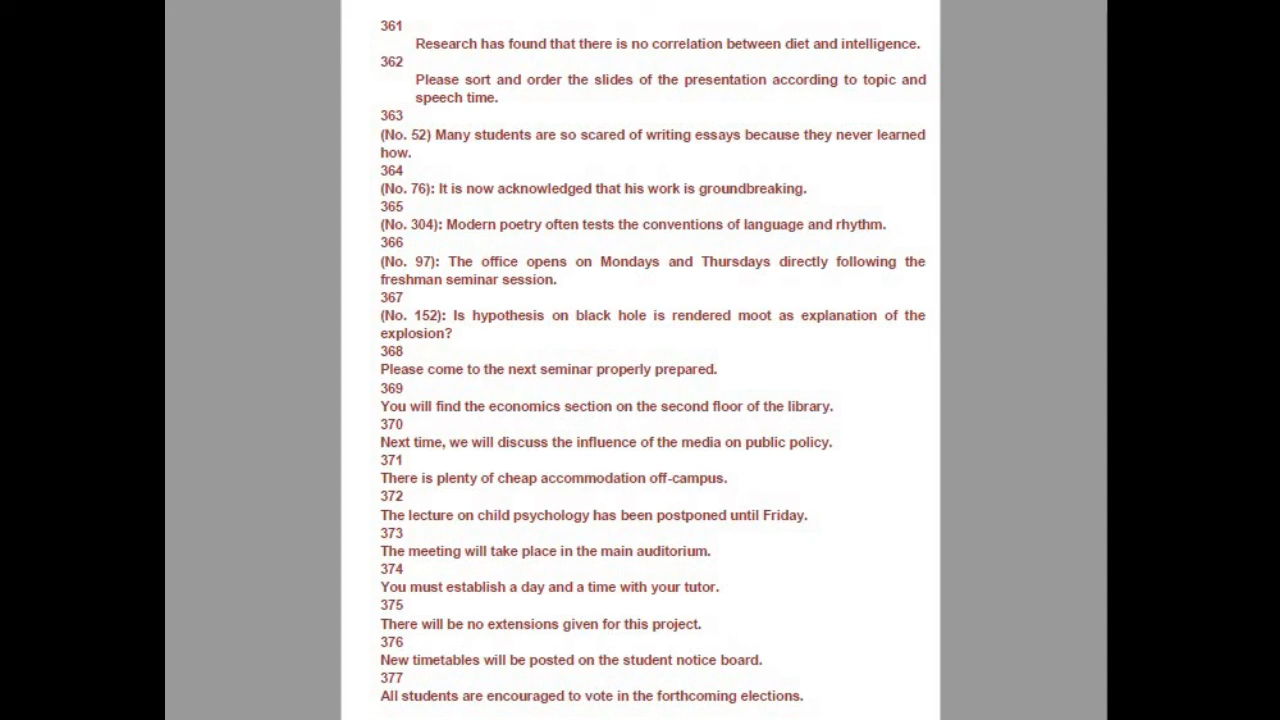 361
Research has found that there is no correlation between diet and intelligence.
362
Please sort and order the slides of the presentation according to topic and
speech time.
363
(No. 52) Many students are so scared of writing essays because they never learned
how.
364
(No. 76): It is now acknowledged that his work is groundbreaking.
365
(No. 304): Modern poetry often tests the conventions of language and rhythm.
366
(No. 97): The office opens on Mondays and Thursdays directly following the
freshman seminar session.
367
(No. 152): Is hypothesis on black hole is rendered moot as explanation of the
explosion?
368
Please come to the next seminar properly prepared.
369
You will find the economics section on the second floor of the library.
370
Next time, we will discuss the influence of the media on public policy.
371
There is plenty of cheap accommodation off-campus.
372
The lecture on child psychology has been postponed until Friday.
373
The meeting will take place in the main auditorium.
374
You must establish a day and a time with your tutor.
375
There will be no extensions given for this project.
376
New timetables will be posted on the student notice board.
377
All students are encouraged to vote in the forthcoming elections.